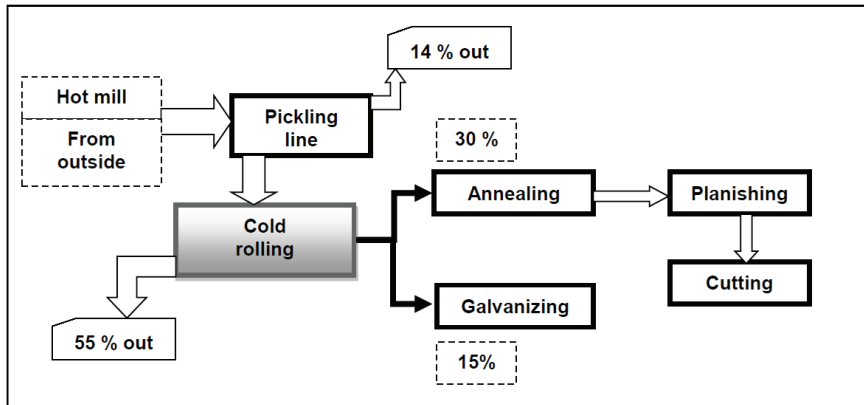 14 % out
Hot mill
From
outside
Pickling
line
30 %
Annealing
Planishing
Cold
rolling
Cutting
Galvanizing
55 % out
15%